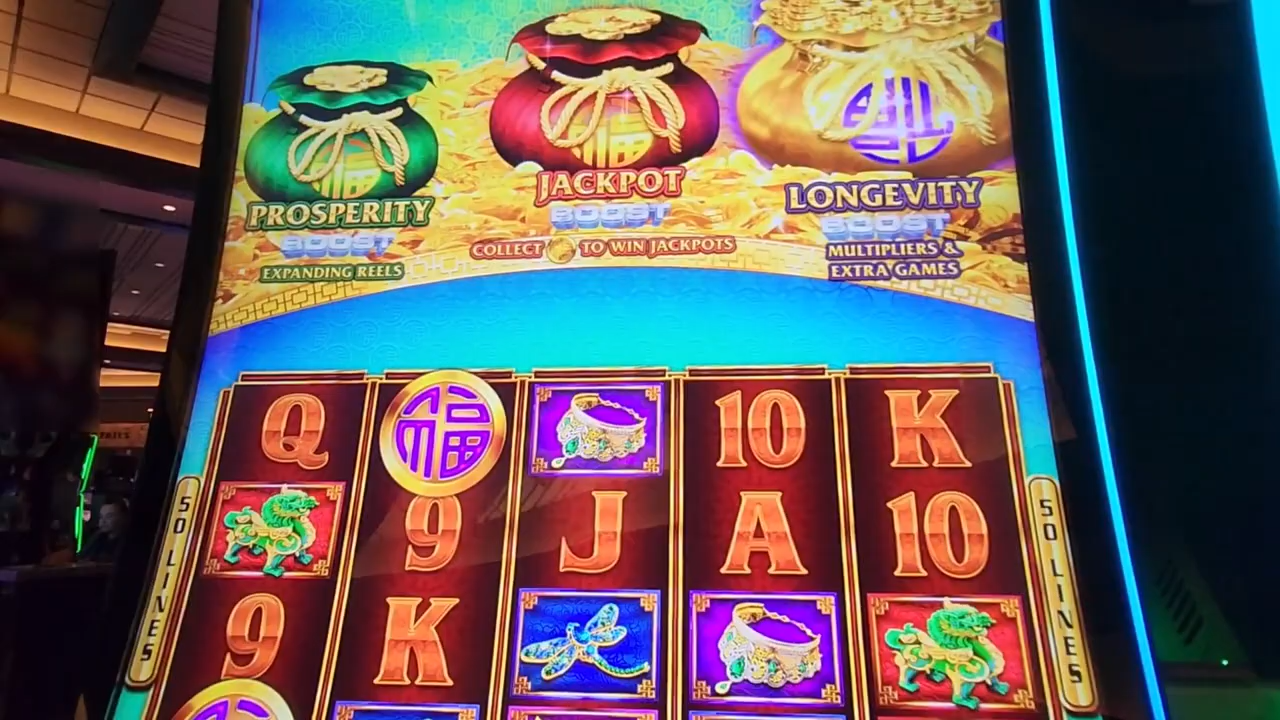 PROSPERITY
BOOST
EXPANDING REELS
JACKPOT
BOOST
COLLECT TO WIN JACKPOTS
LONGEVITY
BOOST
MULTIPLIERS &
EXTRA GAMES
Q
福
10
K
9
J
A
10
9
K
50 LINES
50 LINES